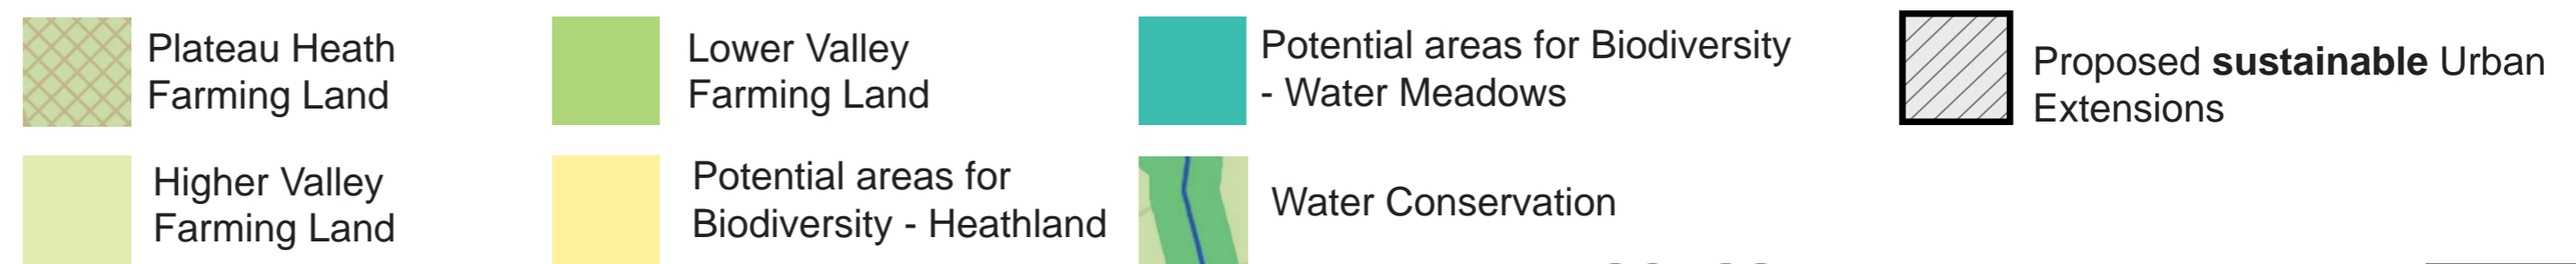 Plateau Heath
Farming Land
Higher Valley
Farming Land
Lower Valley
Farming Land
Potential areas for
Biodiversity - Heathland
Potential areas for Biodiversity
- Water Meadows
Water Conservation
Proposed sustainable Urban
Extensions